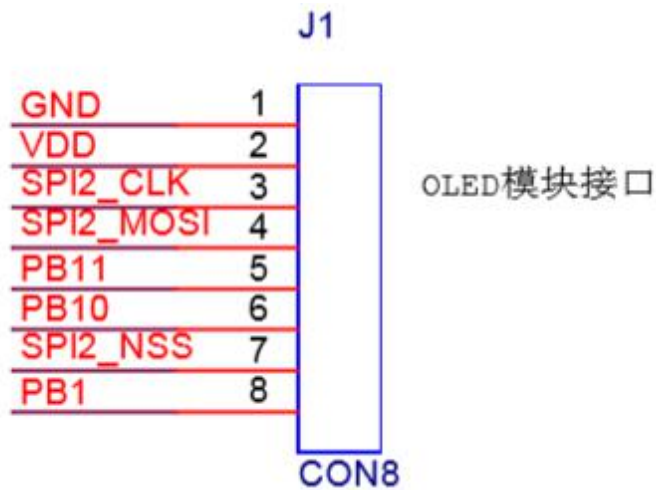 J1
GND 1
VDD 2
SPI2_CLK 3
OLED模块接口
SPI2_MOSI 4
PB11 5
PB10 6
SPI2_NSS 7
PB1 8
CON8